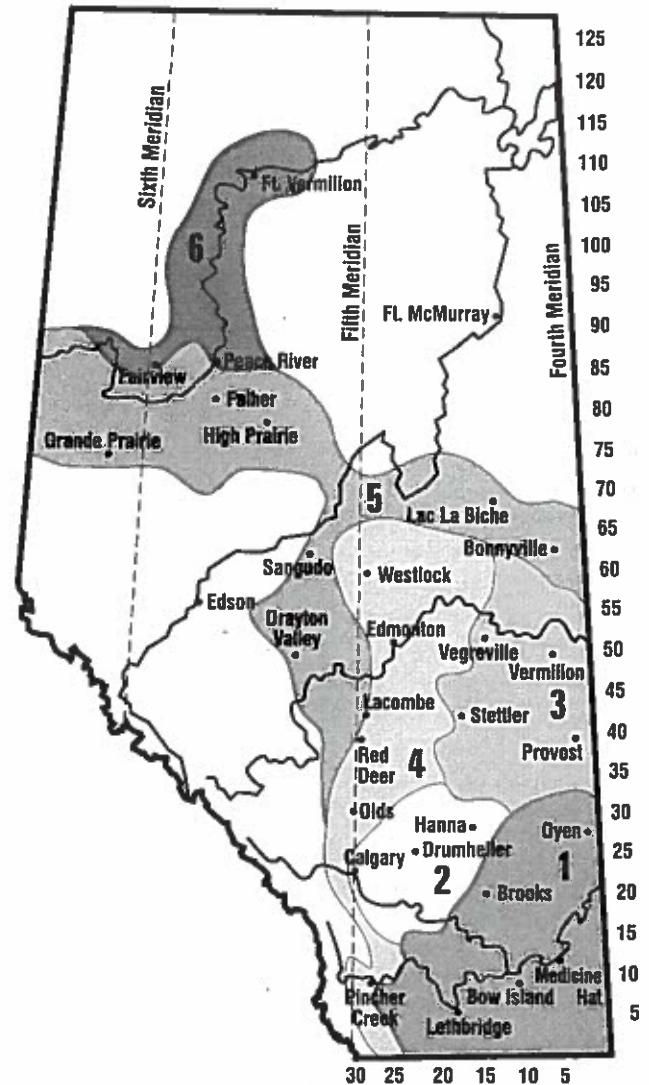 125
120
115
110
105
100
95
90
85
80
75
70
65
60
55
50
45
40
35
30
25
20
15
10
5
Sixth Meridian
Fifth Meridian
Fourth Meridian
Ft. Vermilion
6
Ft. McMurray
Peace River
Fairview
Falher
High Prairie
Grande Prairie
5
Lac La Biche
Bonnyville
Sangudo
Westlock
Edson
Drayton
Valley
Edmonton
Vegreville
Vermilion
Lacombe
Stettler
3
Provost
Red
Deer
4
Olds
Hanna
Oyen
Calgary
Drumheller
2
1
Brooks
Medicine
Hat
Bow Island
Pincher
Creek
Lethbridge
30 25 20 15 10 5